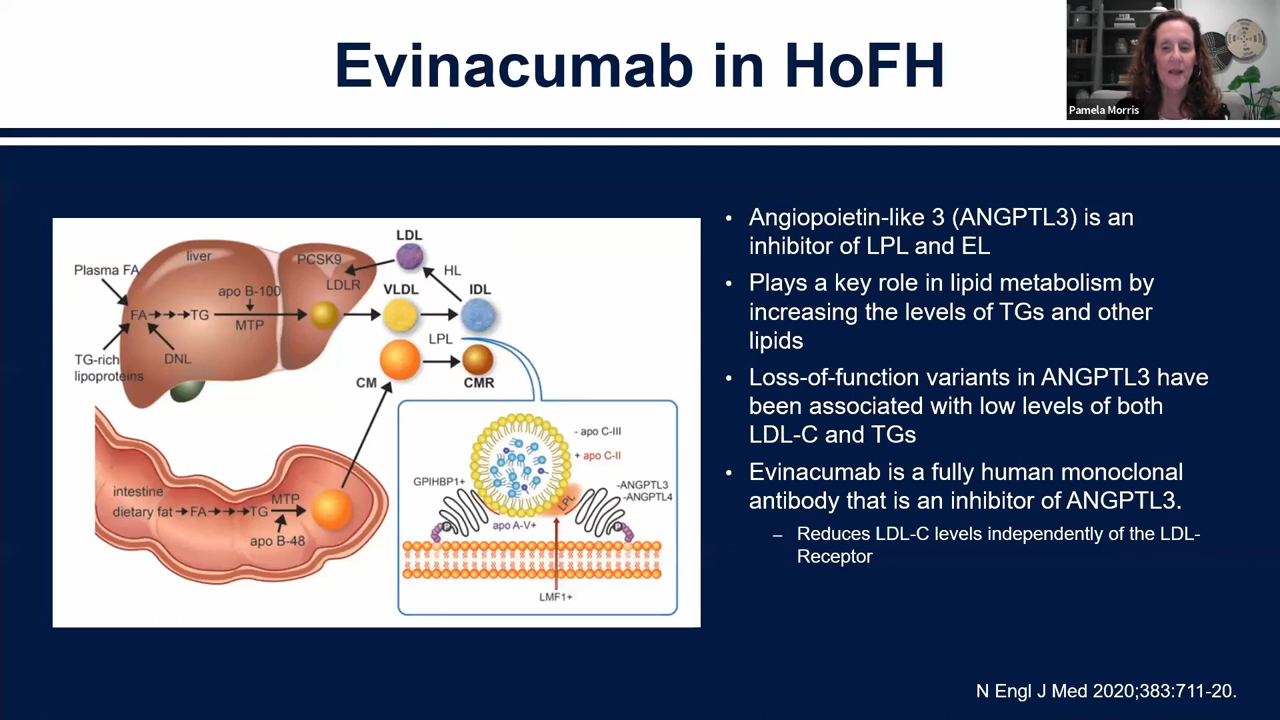 Evinacumab in HoFH
Pamela Morris
liver
PCSK9
LDL
Plasma FA
LDLR
HL
apo B-100
VLDL
IDL
FA
TG
MTP
LPL
TG-rich
lipoproteins
DNL
CM
CMR
- apo C-III
+ apo C-II
GPIHBP1+
-ANGPTL3
-ANGPTL4
LPL
intestine
MTP
dietary fat
FA
TG
apo A-V+
apo B-48
LMF1+
• Angiopoietin-like 3 (ANGPTL3) is an
inhibitor of LPL and EL
• Plays a key role in lipid metabolism by
increasing the levels of TGs and other
lipids
• Loss-of-function variants in ANGPTL3 have
been associated with low levels of both
LDL-C and TGs
• Evinacumab is a fully human monoclonal
antibody that is an inhibitor of ANGPTL3.
– Reduces LDL-C levels independently of the LDL-
Receptor
N Engl J Med 2020;383:711-20.